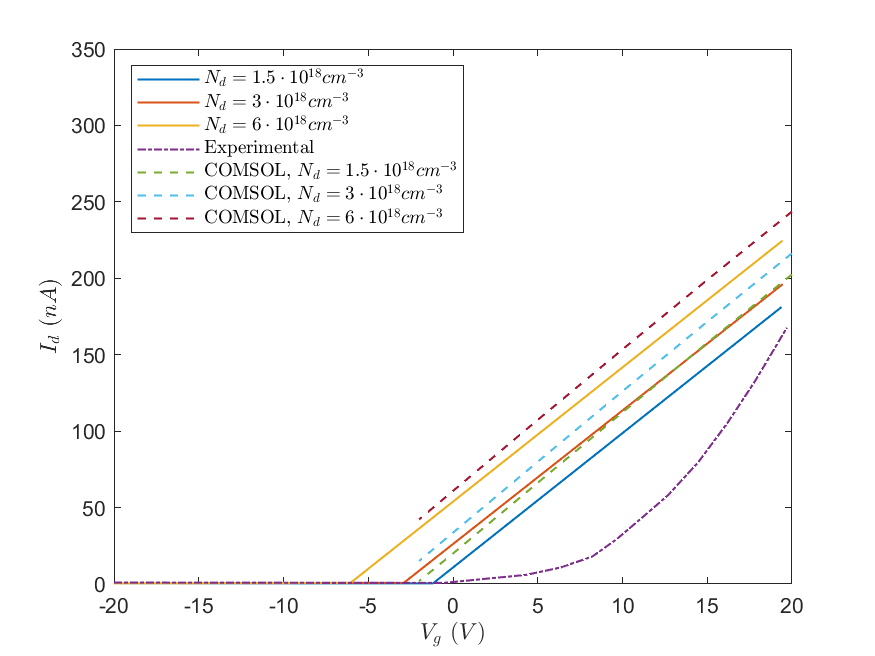 350
300
250
200
150
100
50
0
-20
-15
-10
-5
0
5
10
15
20
I_d (nA)
V_g (V)
N_d = 1.5 · 10^18 cm^−3
N_d = 3 · 10^18 cm^−3
N_d = 6 · 10^18 cm^−3
Experimental
COMSOL, N_d = 1.5 · 10^18 cm^−3
COMSOL, N_d = 3 · 10^18 cm^−3
COMSOL, N_d = 6 · 10^18 cm^−3